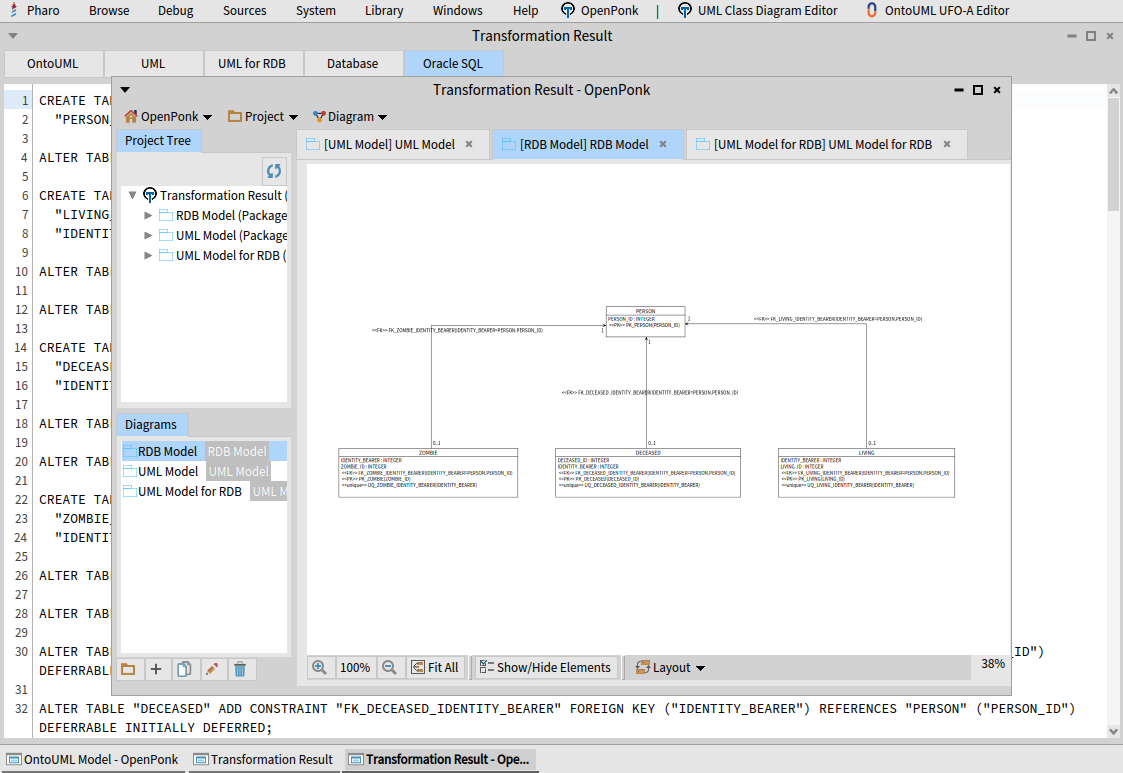 Pharo Browse Debug Sources System Library Windows Help OpenPonk | UML Class Diagram Editor OntoUML UFO-A Editor
Transformation Result
OntoUML UML UML for RDB Database Oracle SQL
Transformation Result - OpenPonk
OpenPonk Project Diagram
Project Tree
[UML Model] UML Model [RDB Model] RDB Model [UML Model for RDB] UML Model for RDB
Transformation Result (
RDB Model (Package
UML Model (Package
UML Model for RDB (
Diagrams
RDB Model RDB Model
UML Model UML Model
UML Model for RDB UML M
PERSON
PERSON_ID : INTEGER
<<PK>> PK_PERSON(PERSON_ID)
1
1
1
<<FK>> FK_ZOMBIE_IDENTITY_BEARER(IDENTITY_BEARER=PERSON.PERSON_ID)
<<FK>> FK_LIVING_IDENTITY_BEARER(IDENTITY_BEARER=PERSON.PERSON_ID)
<<FK>> FK_DECEASED_IDENTITY_BEARER(IDENTITY_BEARER=PERSON.PERSON_ID)
0..1
0..1
0..1
ZOMBIE
IDENTITY_BEARER : INTEGER
ZOMBIE_ID : INTEGER
<<FK>> FK_ZOMBIE_IDENTITY_BEARER(IDENTITY_BEARER=PERSON.PERSON_ID)
<<PK>> PK_ZOMBIE(ZOMBIE_ID)
<<unique>> UQ_ZOMBIE_IDENTITY_BEARER(IDENTITY_BEARER)
DECEASED
DECEASED_ID : INTEGER
IDENTITY_BEARER : INTEGER
<<FK>> FK_DECEASED_IDENTITY_BEARER(IDENTITY_BEARER=PERSON.PERSON_ID)
<<PK>> PK_DECEASED(DECEASED_ID)
<<unique>> UQ_DECEASED_IDENTITY_BEARER(IDENTITY_BEARER)
LIVING
IDENTITY_BEARER : INTEGER
LIVING_ID : INTEGER
<<FK>> FK_LIVING_IDENTITY_BEARER(IDENTITY_BEARER=PERSON.PERSON_ID)
<<PK>> PK_LIVING(LIVING_ID)
<<unique>> UQ_LIVING_IDENTITY_BEARER(IDENTITY_BEARER)
100% Fit All Show/Hide Elements Layout 38%
1 CREATE TAB
2 "PERSON_
3
4 ALTER TAB
5
6 CREATE TAB
7 "LIVING_
8 "IDENTIT
9
10 ALTER TAB
11
12 ALTER TAB
13
14 CREATE TAB
15 "DECEAS
16 "IDENTIT
17
18 ALTER TAB
19
20 ALTER TAB
21
22 CREATE TAB
23 "ZOMBIE_
24 "IDENTIT
25
26 ALTER TAB
27
28 ALTER TAB
29
30 ALTER TAB _ID")
DEFERRABLE
31
32 ALTER TABLE "DECEASED" ADD CONSTRAINT "FK_DECEASED_IDENTITY_BEARER" FOREIGN KEY ("IDENTITY_BEARER") REFERENCES "PERSON" ("PERSON_ID")
DEFERRABLE INITIALLY DEFERRED;
OntoUML Model - OpenPonk Transformation Result Transformation Result - Ope...